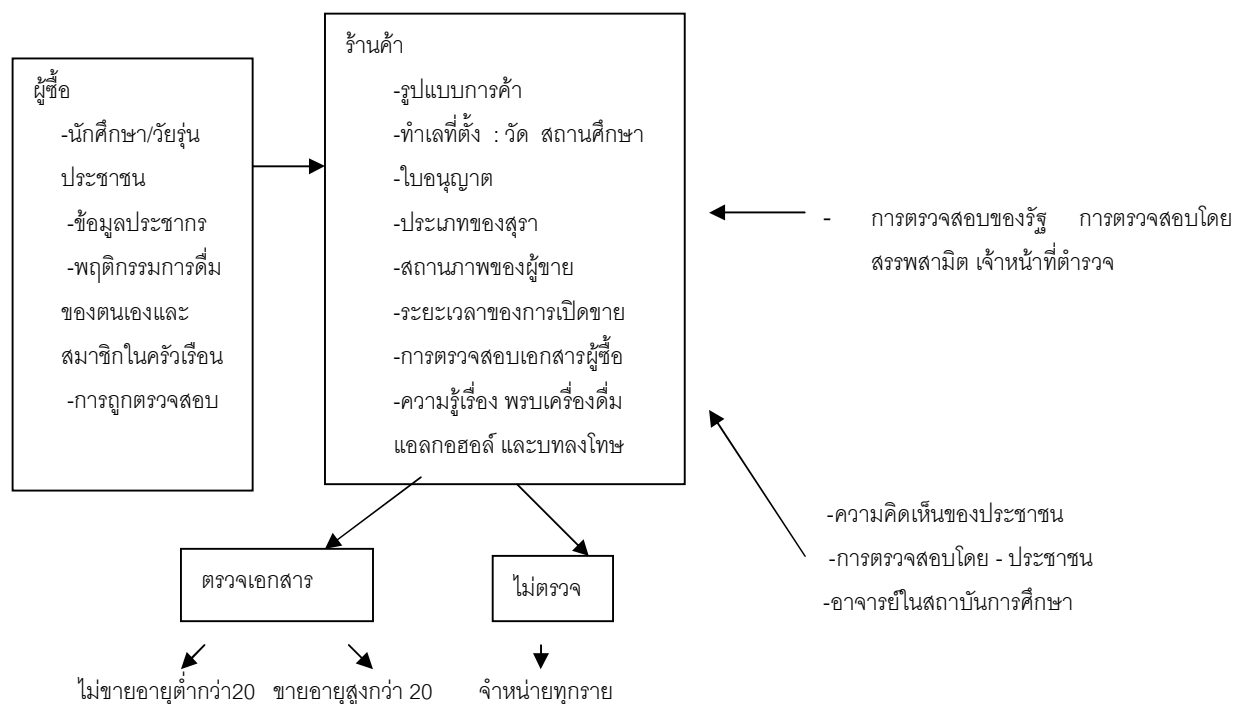 ผู้ซื้อ
-นักศึกษา/วัยรุ่น
ประชาชน
-ข้อมูลประชากร
-พฤติกรรมการดื่ม
ของตนเองและ
สมาชิกในครัวเรือน
-การถูกตรวจสอบ
ร้านค้า
-รูปแบบการค้า
-ทำเลที่ตั้ง : วัด สถานศึกษา
-ใบอนุญาต
-ประเภทของสุรา
-สถานภาพของผู้ขาย
-ระยะเวลาของการเปิดขาย
-การตรวจสอบเอกสารผู้ซื้อ
-ความรู้เรื่อง พรบเครื่องดื่ม
แอลกอฮอล์ และบทลงโทษ
- การตรวจสอบของรัฐ การตรวจสอบโดย
สรรพสามิต เจ้าหน้าที่ตำรวจ
-ความคิดเห็นของประชาชน
-การตรวจสอบโดย - ประชาชน
-อาจารย์ในสถาบันการศึกษา
ตรวจเอกสาร
ไม่ตรวจ
ไม่ขายอายุต่ำกว่า20 ขายอายุสูงกว่า 20 จำหน่ายทุกราย